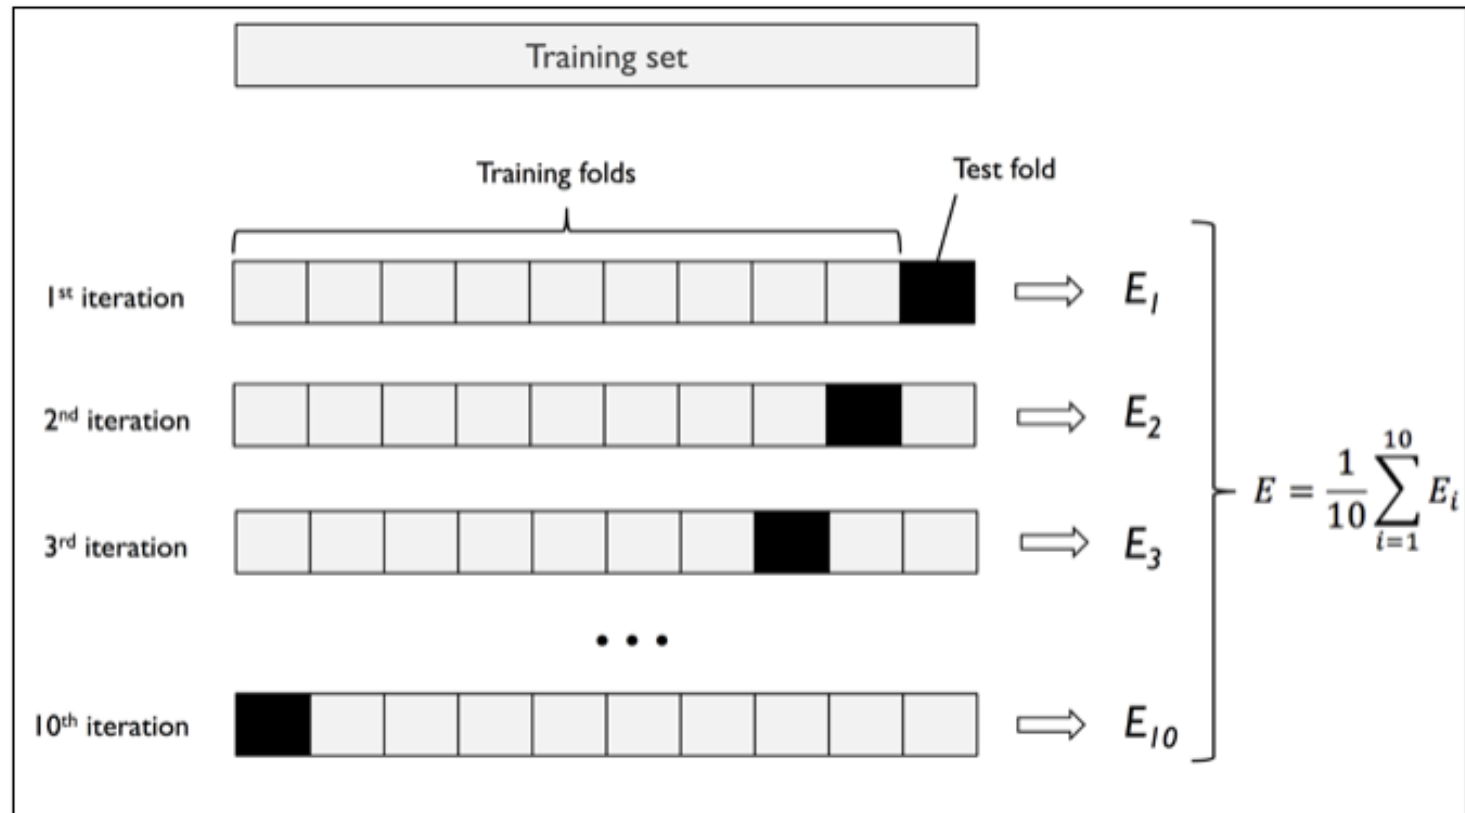 Training set
Training folds
Test fold
1st iteration
E1
2nd iteration
E2
3rd iteration
E3
• • •
10th iteration
E10
E = 1/10 ∑_{i=1}^{10} E_i